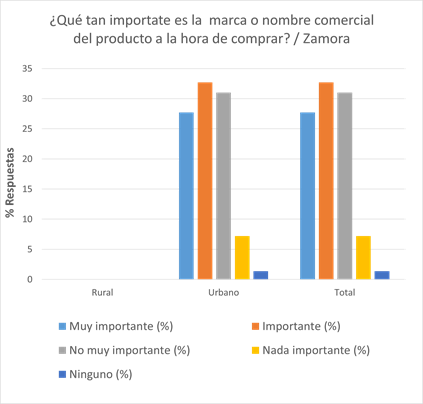 ¿Qué tan importate es la marca o nombre comercial
del producto a la hora de comprar? / Zamora
% Respuestas
35
30
25
20
15
10
5
0
Rural Urbano Total
Muy importante (%) Importante (%)
No muy importante (%) Nada importante (%)
Ninguno (%)